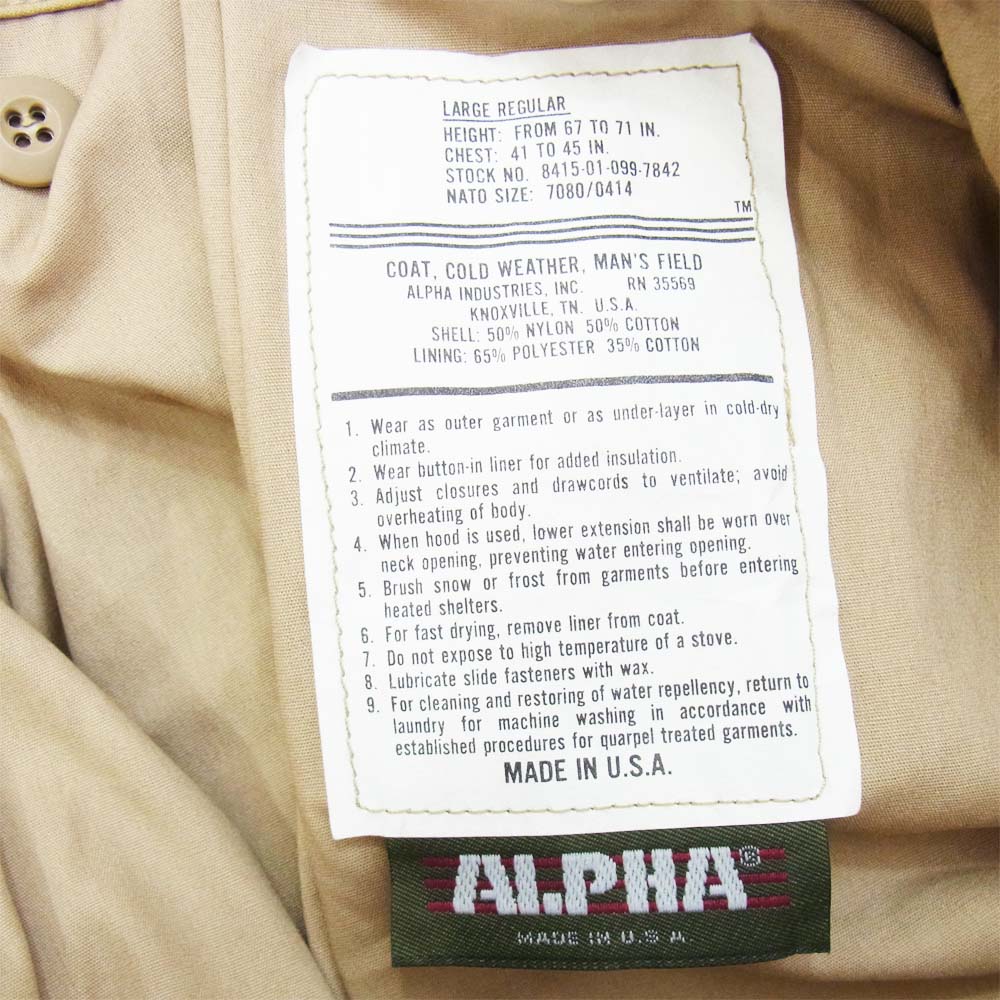 LARGE REGULAR
HEIGHT: FROM 67 TO 71 IN.
CHEST: 41 TO 45 IN.
STOCK NO. 8415-01-099-7842
NATO SIZE: 7080/0414
TM
COAT, COLD WEATHER, MAN'S FIELD
ALPHA INDUSTRIES, INC. RN 35569
KNOXVILLE, TN. U.S.A.
SHELL: 50% NYLON 50% COTTON
LINING: 65% POLYESTER 35% COTTON
1. Wear as outer garment or as under-layer in cold-dry
climate.
2. Wear button-in liner for added insulation.
3. Adjust closures and drawcords to ventilate; avoid
overheating of body.
4. When hood is used, lower extension shall be worn over
neck opening, preventing water entering opening.
5. Brush snow or frost from garments before entering
heated shelters.
6. For fast drying, remove liner from coat.
7. Do not expose to high temperature of a stove.
8. Lubricate slide fasteners with wax.
9. For cleaning and restoring of water repellency, return to
laundry for machine washing in accordance with
established procedures for quarpel treated garments.
MADE IN U.S.A.
ALPHA®
MADE IN U.S.A.